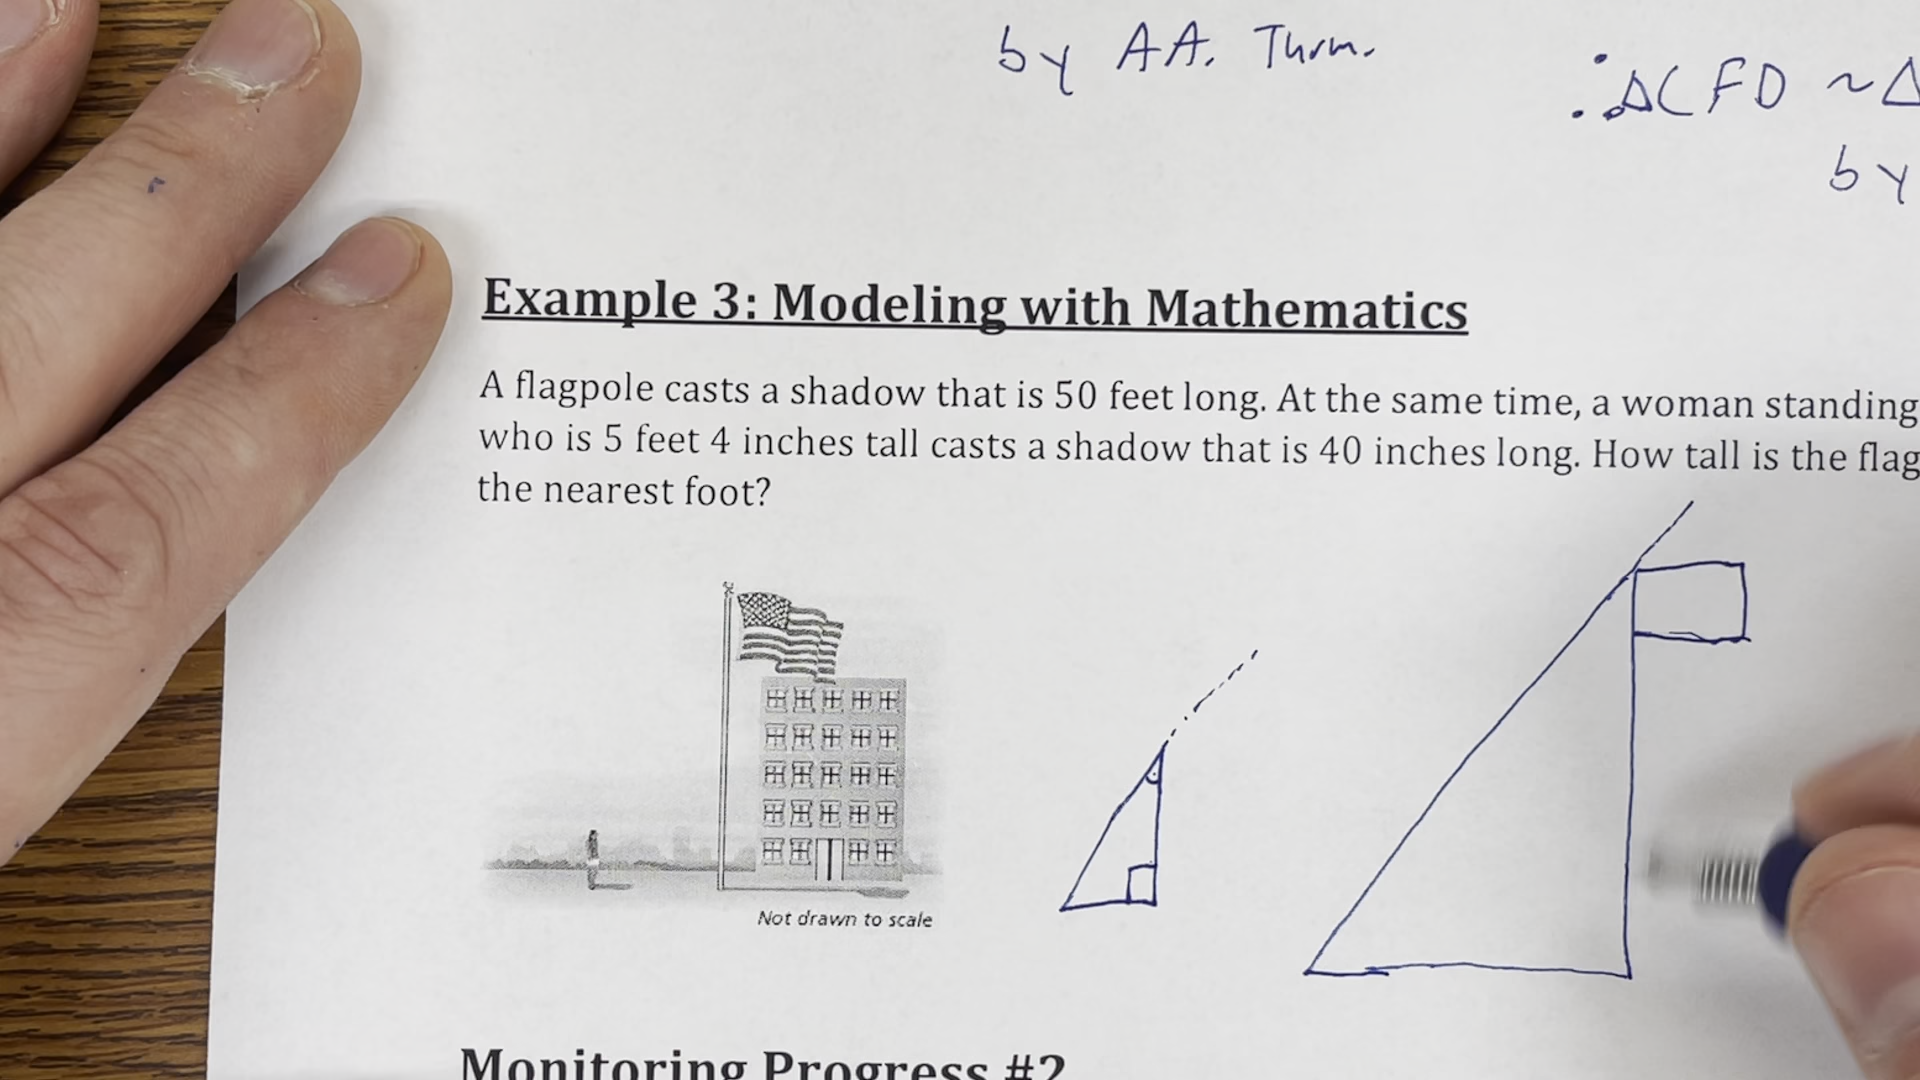 by AA. Thrm.
∴ΔCFD ~Δ
by
Example 3: Modeling with Mathematics
A flagpole casts a shadow that is 50 feet long. At the same time, a woman standing
who is 5 feet 4 inches tall casts a shadow that is 40 inches long. How tall is the flag
the nearest foot?
Not drawn to scale
Monitoring Progress #2